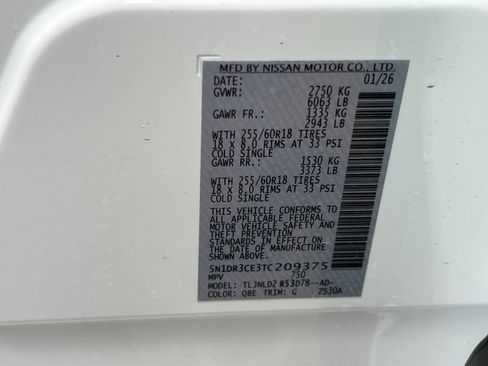 MFD BY NISSAN MOTOR CO., LTD.
DATE: 01/26
GVWR: 2750 KG
6063 LB
GAWR FR.: 1335 KG
2943 LB
WITH 255/60R18 TIRES
18 X 8.0 RIMS AT 33 PSI
COLD SINGLE
GAWR RR.: 1530 KG
3373 LB
WITH 255/60R18 TIRES
18 X 8.0 RIMS AT 33 PSI
COLD SINGLE
THIS VEHICLE CONFORMS TO
ALL APPLICABLE FEDERAL
MOTOR VEHICLE SAFETY AND
THEFT PREVENTION
STANDARDS IN EFFECT ON
THE DATE OF MANUFACTURE
SHOWN ABOVE.
5N1DR3CE3TC209375
MPV 750
MODEL: TLJNLD2 R53D78--AD-
COLOR: QBE TRIM: G ZS30A